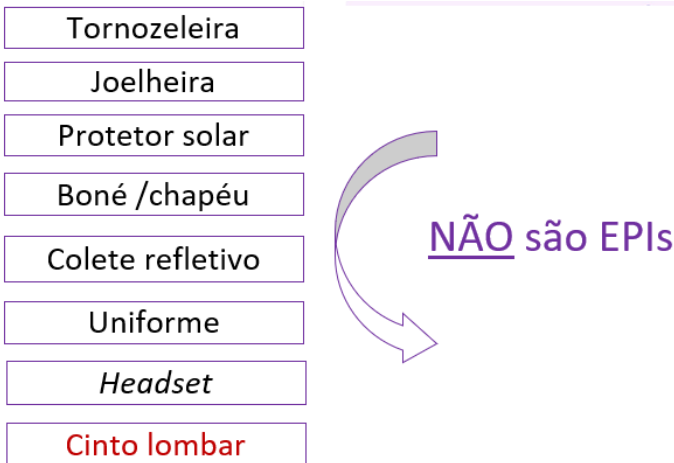 Tornozeleira
Joelheira
Protetor solar
Boné /chapéu
Colete refletivo
Uniforme
Headset
Cinto lombar
NÃO são EPIs